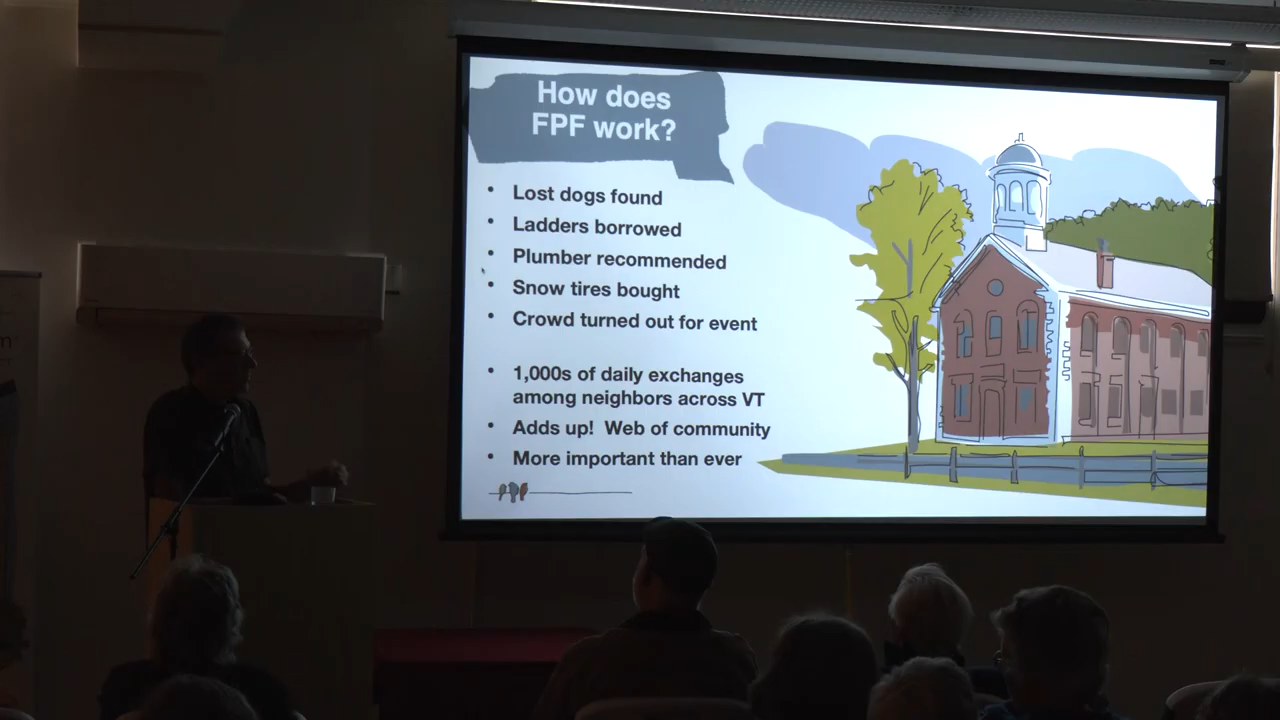 How does
FPF work?
• Lost dogs found
• Ladders borrowed
• Plumber recommended
• Snow tires bought
• Crowd turned out for event
• 1,000s of daily exchanges
among neighbors across VT
• Adds up! Web of community
• More important than ever